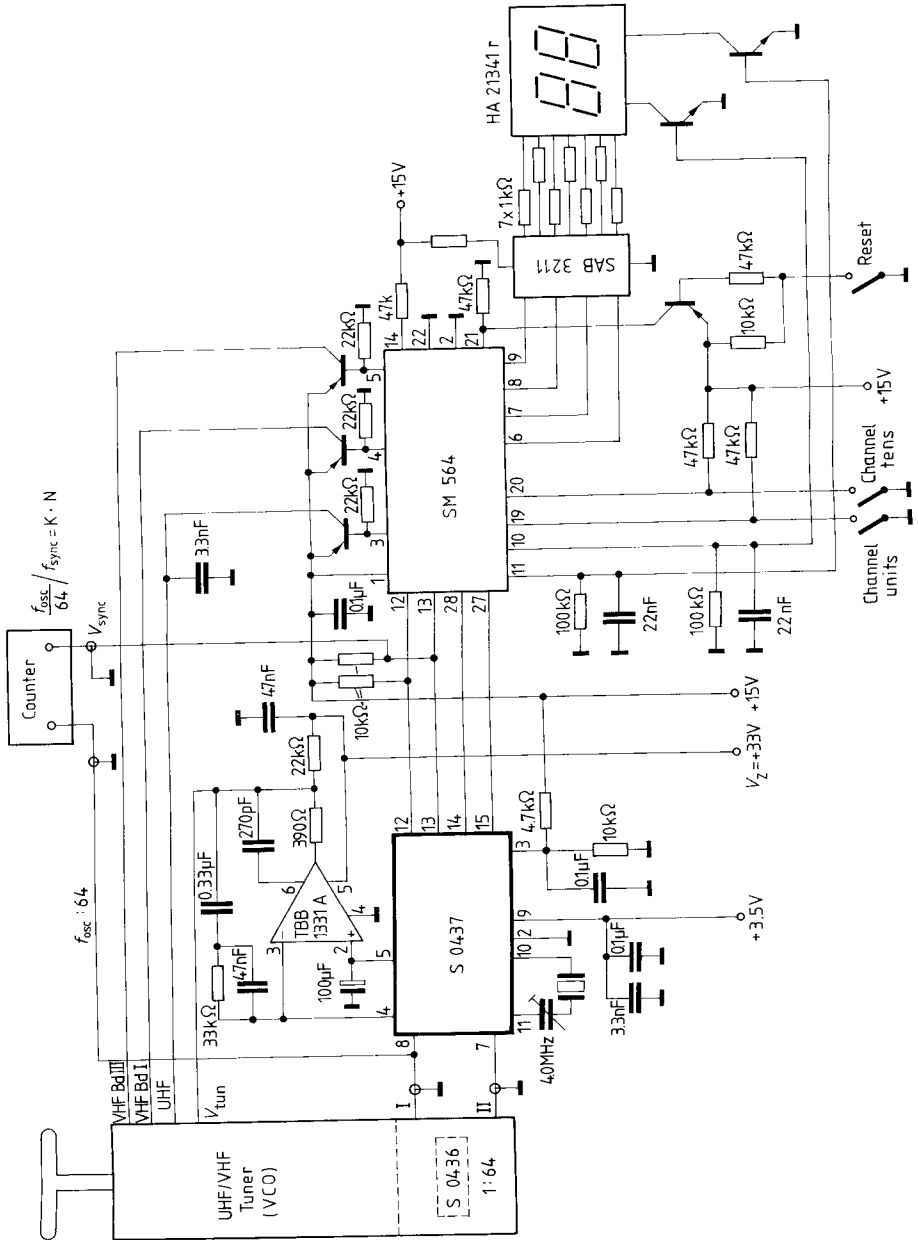 Counter
f_osc/64 / f_sync = K · N
V_sync
f_osc : 64
VHF Bd III
VHF Bd I
UHF
V_tun
UHF/VHF
Tuner
(VCO)
S 0436
1:64
I
II
33kΩ
0.33µF
47nF
270pF
3
2
6
5
4
TBB
1331 A
-
+
390Ω
22kΩ
47nF
100µF
4
5
8
7
S 0437
12
13
14
15
11
10
2
9
3
4.0MHz
3.3nF
0.1µF
+3.5V
0.1µF
10kΩ
4.7kΩ
V_Z=+33V
+15V
10kΩ
0.1µF
3.3nF
22kΩ
22kΩ
22kΩ
1
3
4
5
12
13
28
27
SM 564
14
22
2
21
11
10
19
20
6
7
8
9
47k
+15V
47kΩ
SAB 3211
7x1kΩ
HA 21341 r
100kΩ
22nF
100kΩ
22nF
47kΩ
47kΩ
10kΩ
47kΩ
Channel
units
Channel
tens
+15V
Reset